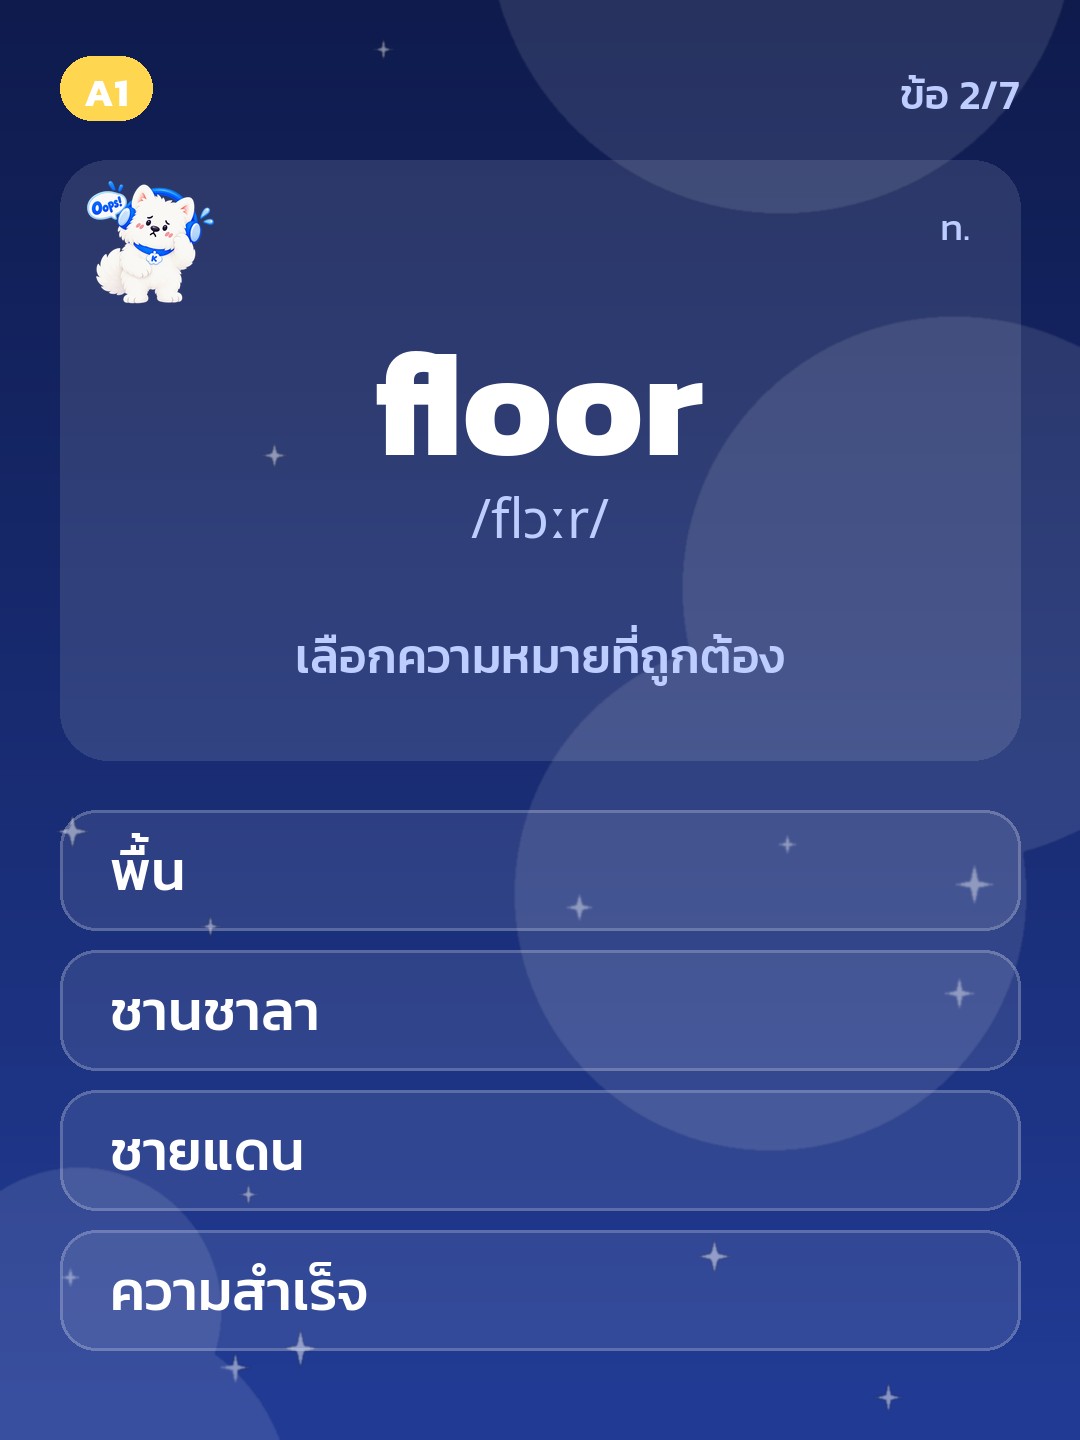 A1
ข้อ 2/7
Oops!
K
n.
floor
/flɔːr/
เลือกความหมายที่ถูกต้อง
พื้น
ชานชาลา
ชายแดน
ความสำเร็จ